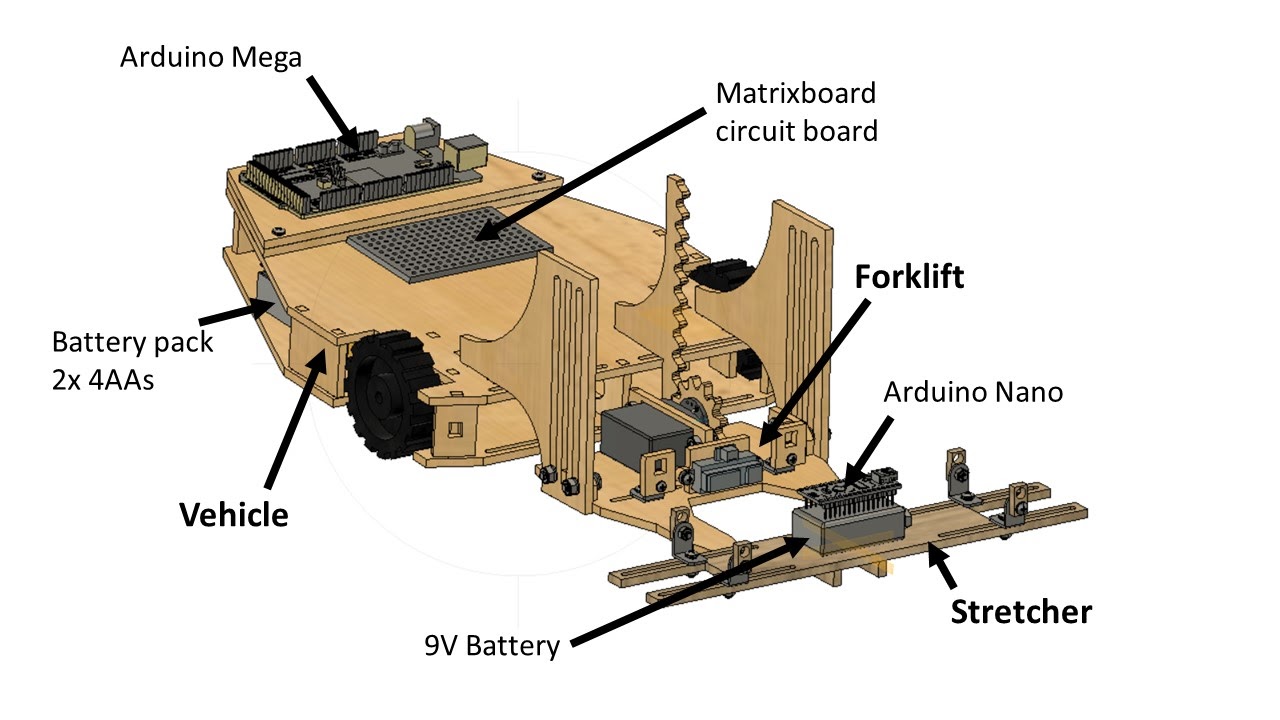 Arduino Mega
Matrixboard
circuit board
Forklift
Battery pack
2x 4AAs
Arduino Nano
Vehicle
Stretcher
9V Battery